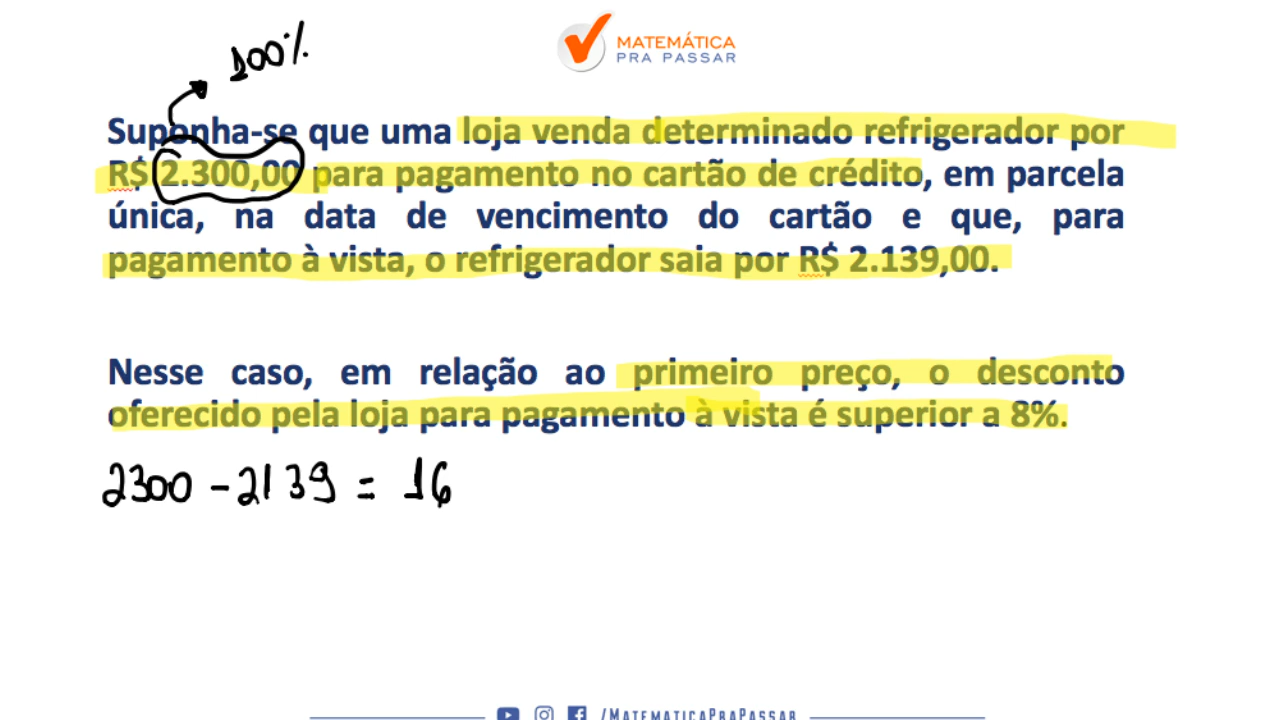 100%
MATEMÁTICA
PRA PASSAR
Suponha-se que uma loja venda determinado refrigerador por
R$ 2.300,00 para pagamento no cartão de crédito, em parcela
única, na data de vencimento do cartão e que, para
pagamento à vista, o refrigerador saia por R$ 2.139,00.
Nesse caso, em relação ao primeiro preço, o desconto
oferecido pela loja para pagamento à vista é superior a 8%.
2300 - 2139 = 16
/MATEMATICAPRAPASSAR